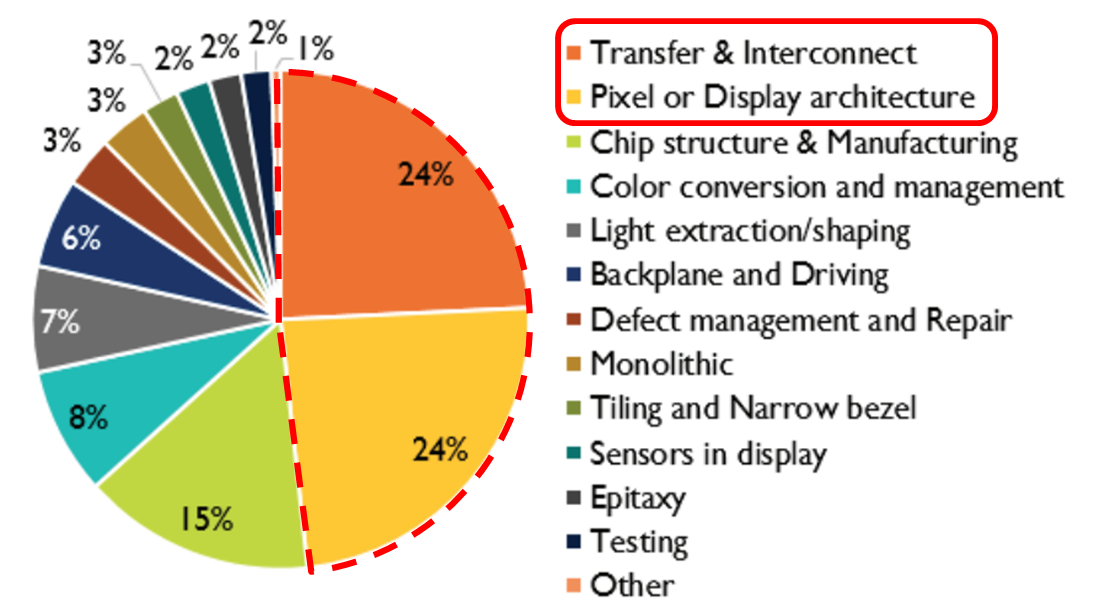 3%
2%
2%
2%
1%
3%
3%
6%
7%
8%
15%
24%
24%
Transfer & Interconnect
Pixel or Display architecture
Chip structure & Manufacturing
Color conversion and management
Light extraction/shaping
Backplane and Driving
Defect management and Repair
Monolithic
Tiling and Narrow bezel
Sensors in display
Epitaxy
Testing
Other